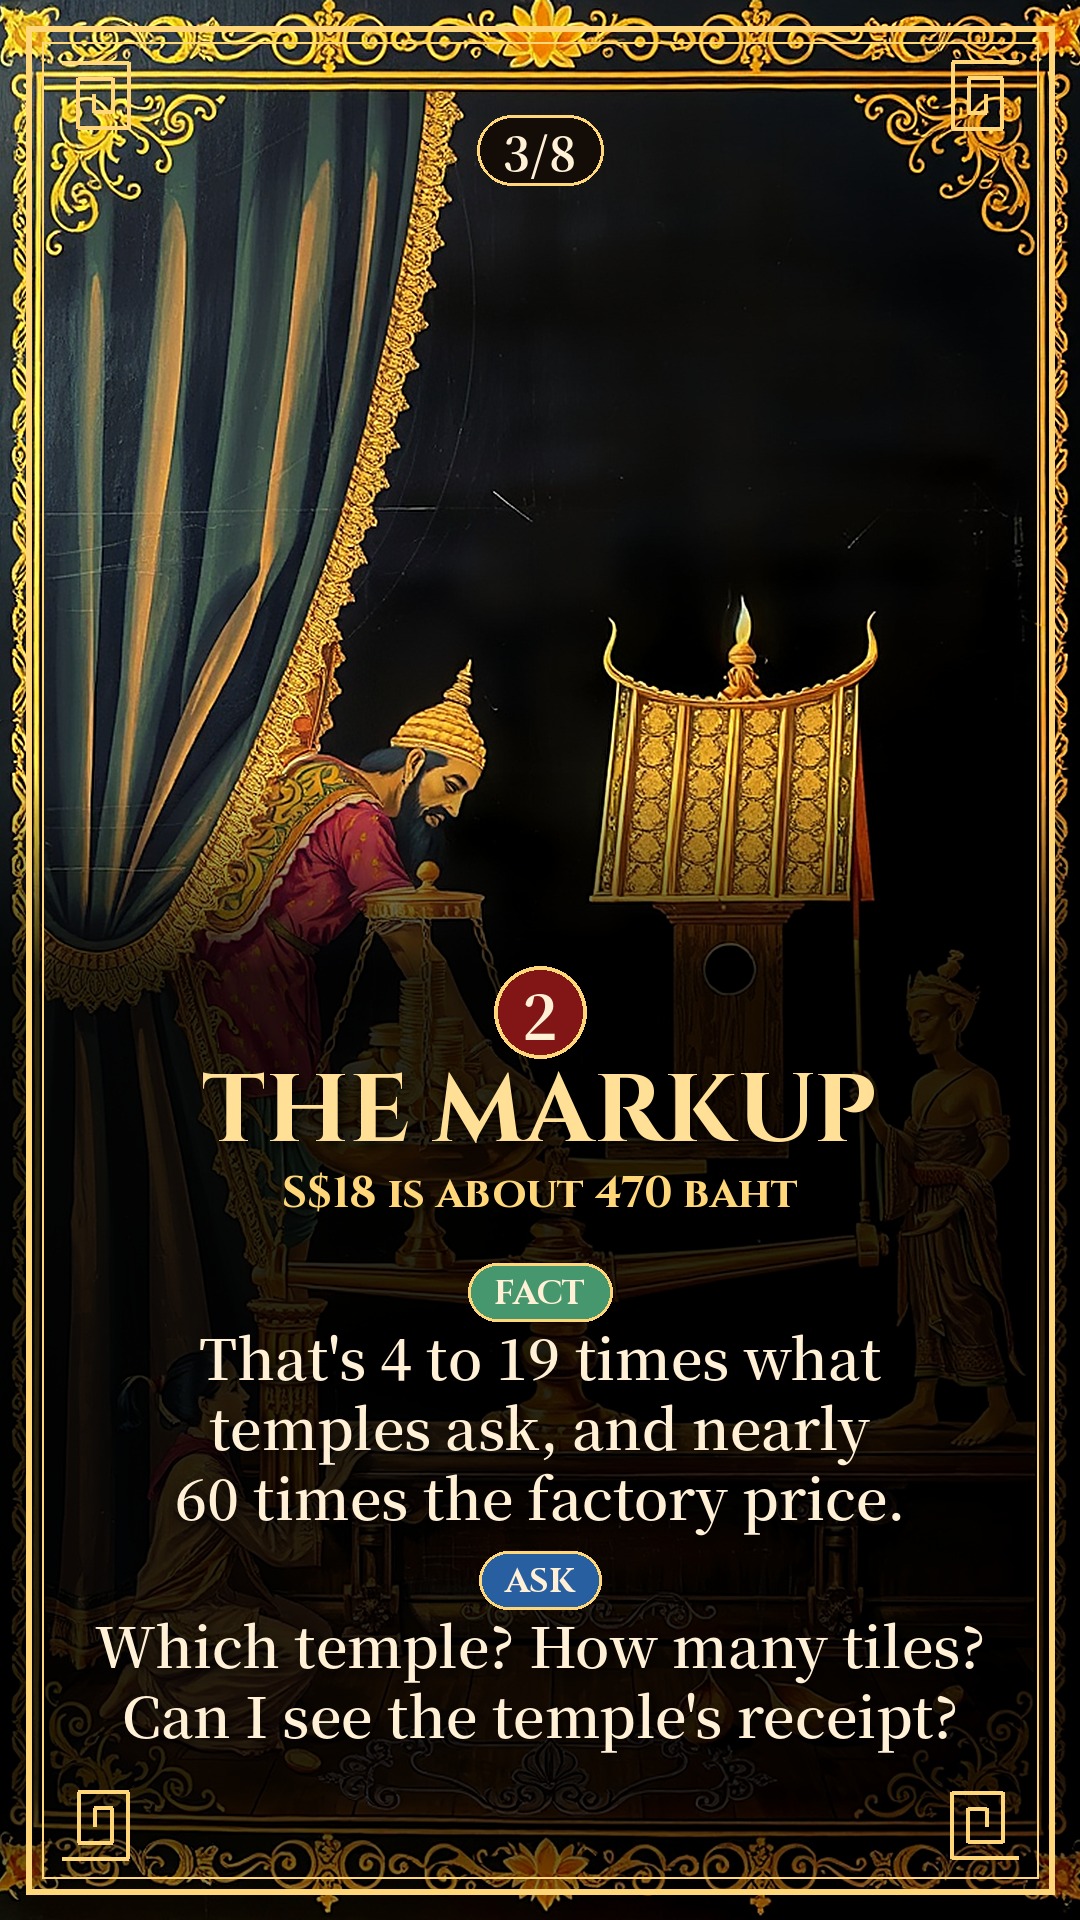 3/8
2
THE MARKUP
S$18 IS ABOUT 470 BAHT
FACT
That's 4 to 19 times what
temples ask, and nearly
60 times the factory price.
ASK
Which temple? How many tiles?
Can I see the temple's receipt?